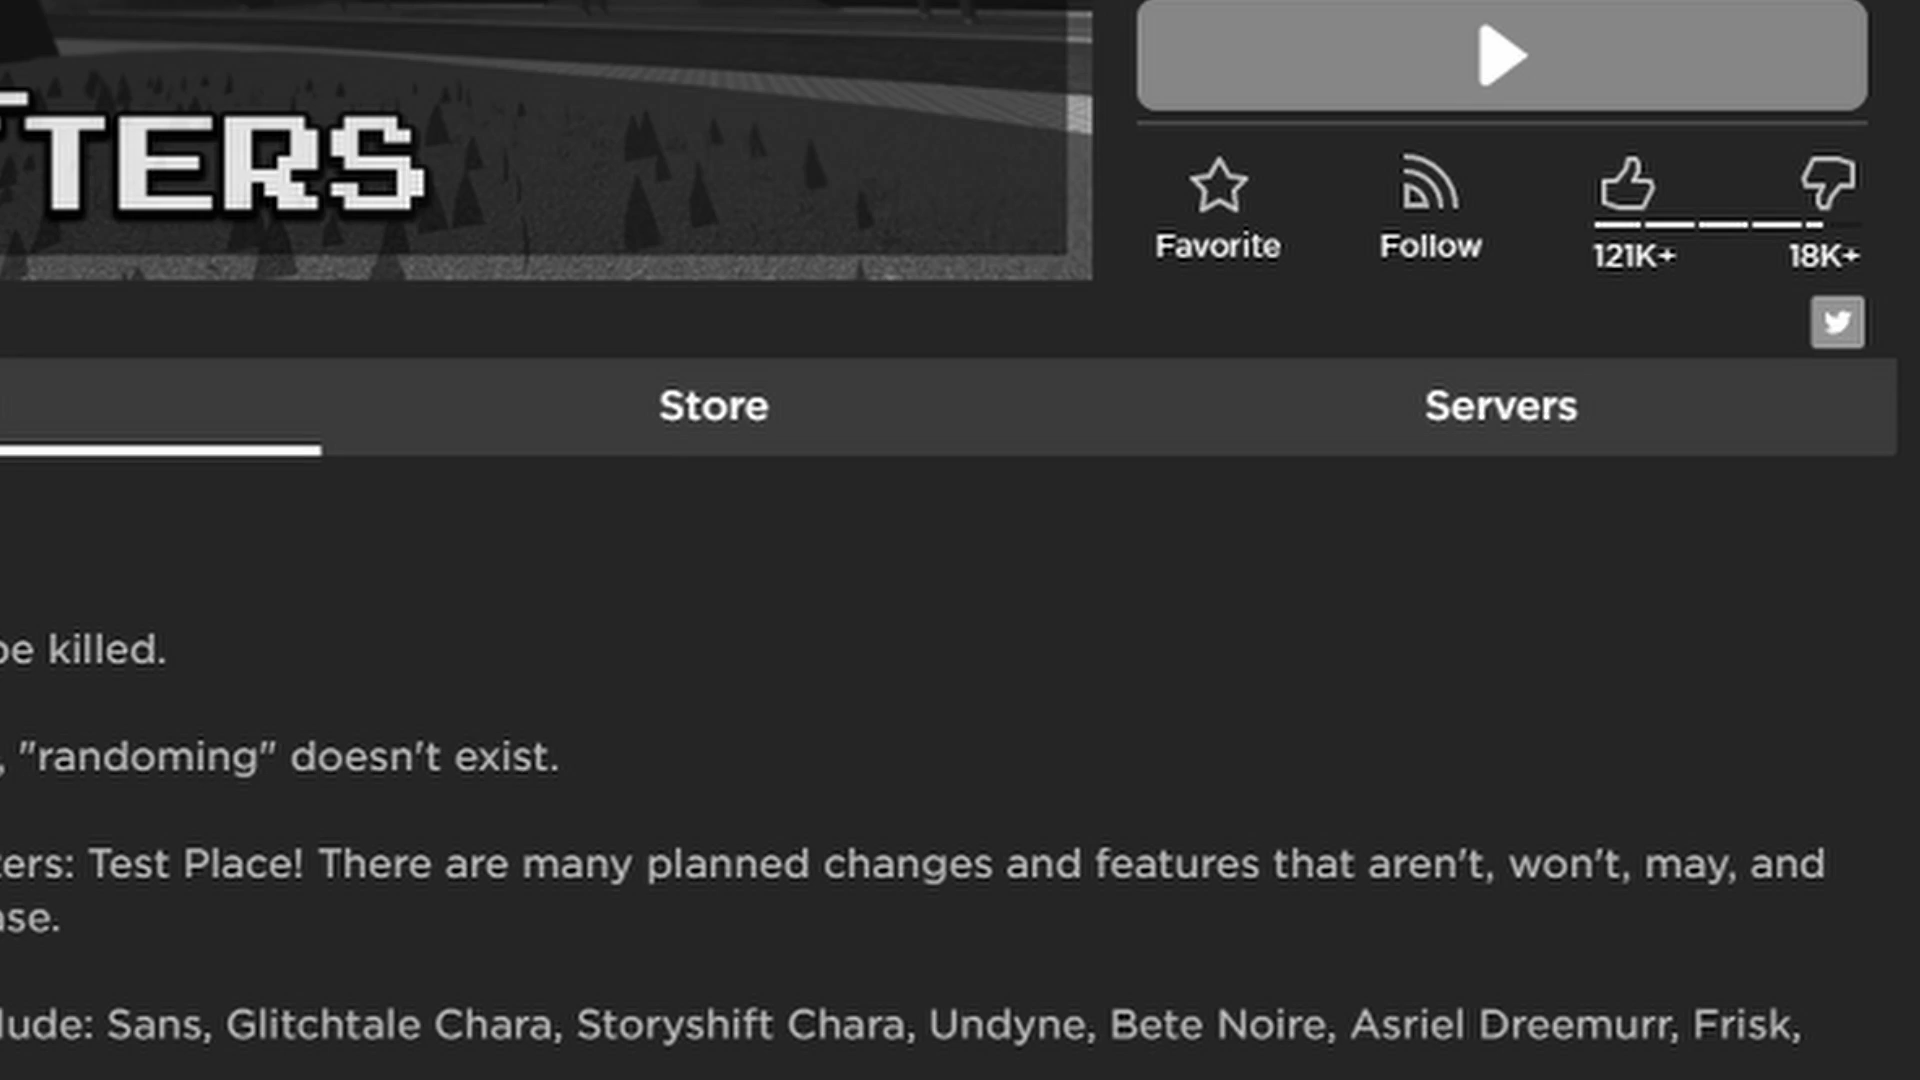 TERS
Favorite
Follow
121K+
18K+
Store
Servers
be killed.
, "randoming" doesn't exist.
ters: Test Place! There are many planned changes and features that aren't, won't, may, and
ase.
lude: Sans, Glitchtale Chara, Storyshift Chara, Undyne, Bete Noire, Asriel Dreemurr, Frisk,